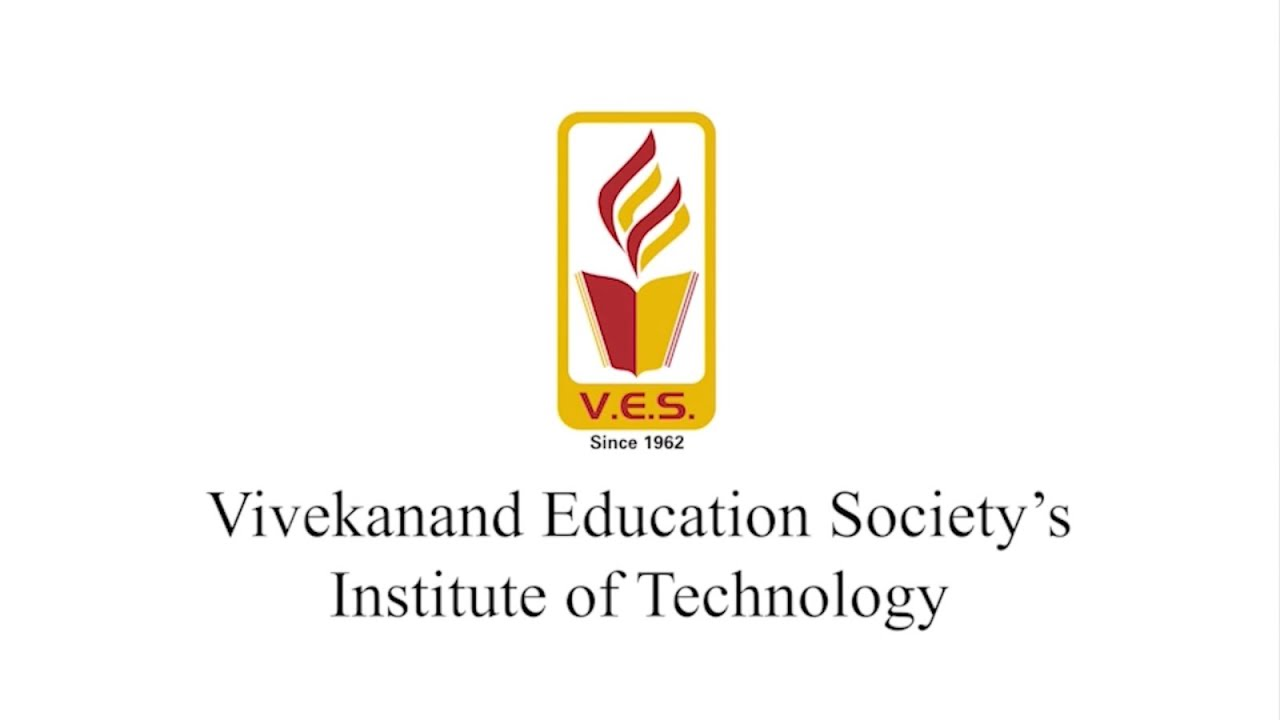 V.E.S.
Since 1962
Vivekanand Education Society’s
Institute of Technology